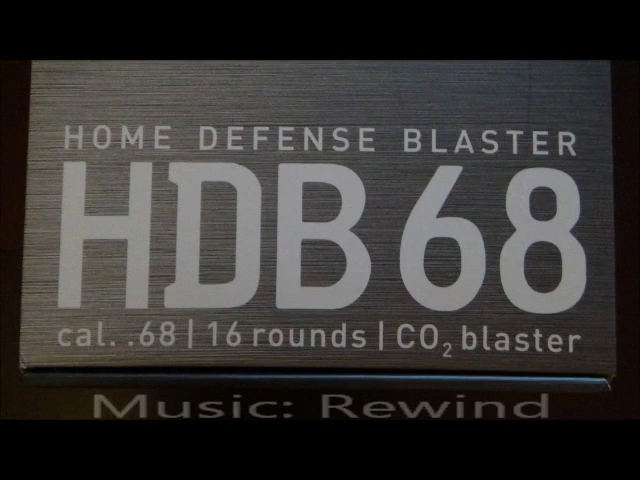 HOME DEFENSE BLASTER
HDB 68
cal. .68 | 16 rounds | CO₂ blaster
Music: Rewind